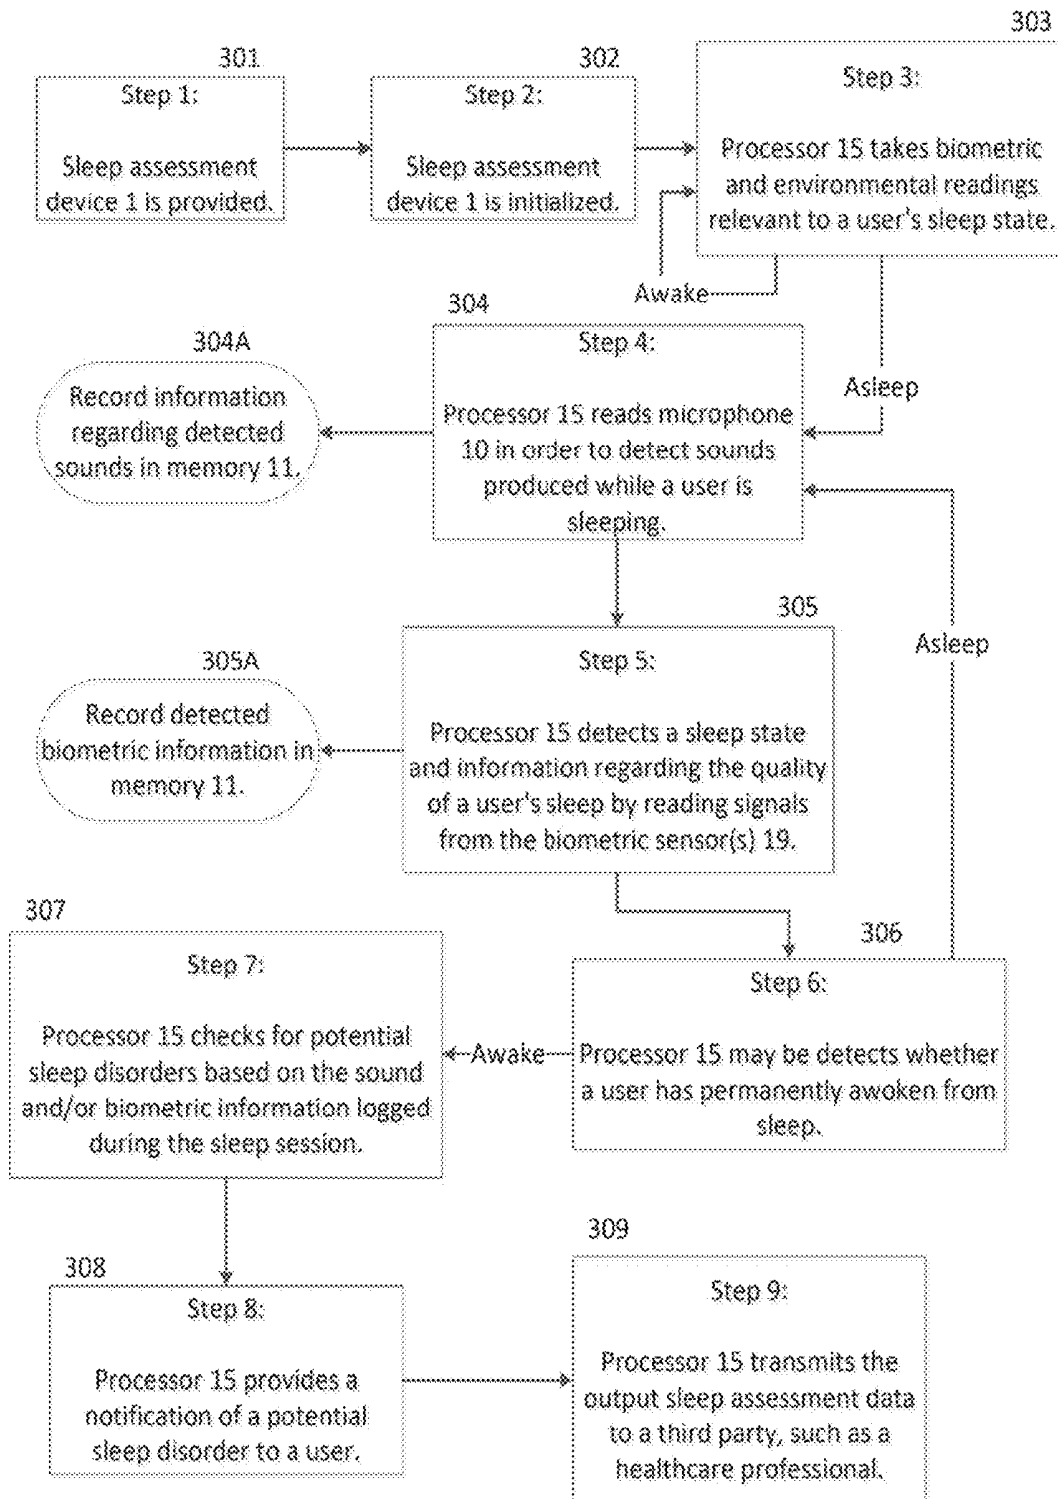 301
Step 1:
Sleep assessment
device 1 is provided.
302
Step 2:
Sleep assessment
device 1 is initialized.
303
Step 3:
Processor 15 takes biometric
and environmental readings
relevant to a user's sleep state.
Awake
Asleep
304
Step 4:
Processor 15 reads microphone
10 in order to detect sounds
produced while a user is
sleeping.
304A
Record information
regarding detected
sounds in memory 11.
305
Step 5:
Processor 15 detects a sleep state
and information regarding the quality
of a user's sleep by reading signals
from the biometric sensor(s) 19.
305A
Record detected
biometric information in
memory 11.
Asleep
306
Step 6:
Processor 15 may be detects whether
a user has permanently awoken from
sleep.
Awake
307
Step 7:
Processor 15 checks for potential
sleep disorders based on the sound
and/or biometric information logged
during the sleep session.
308
Step 8:
Processor 15 provides a
notification of a potential
sleep disorder to a user.
309
Step 9:
Processor 15 transmits the
output sleep assessment data
to a third party, such as a
healthcare professional.